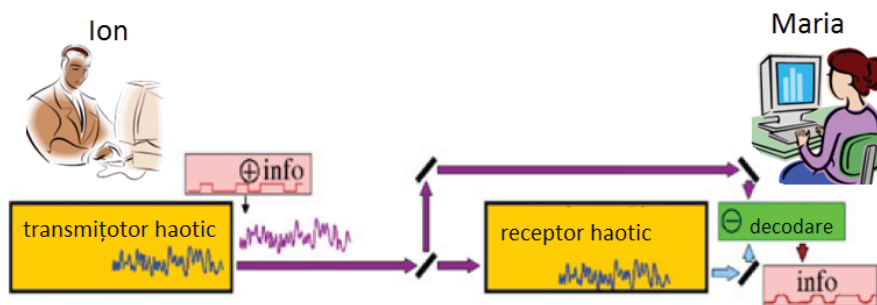 Ion
Maria
⊕info
transmițotor haotic
receptor haotic
⊖ decodare
info